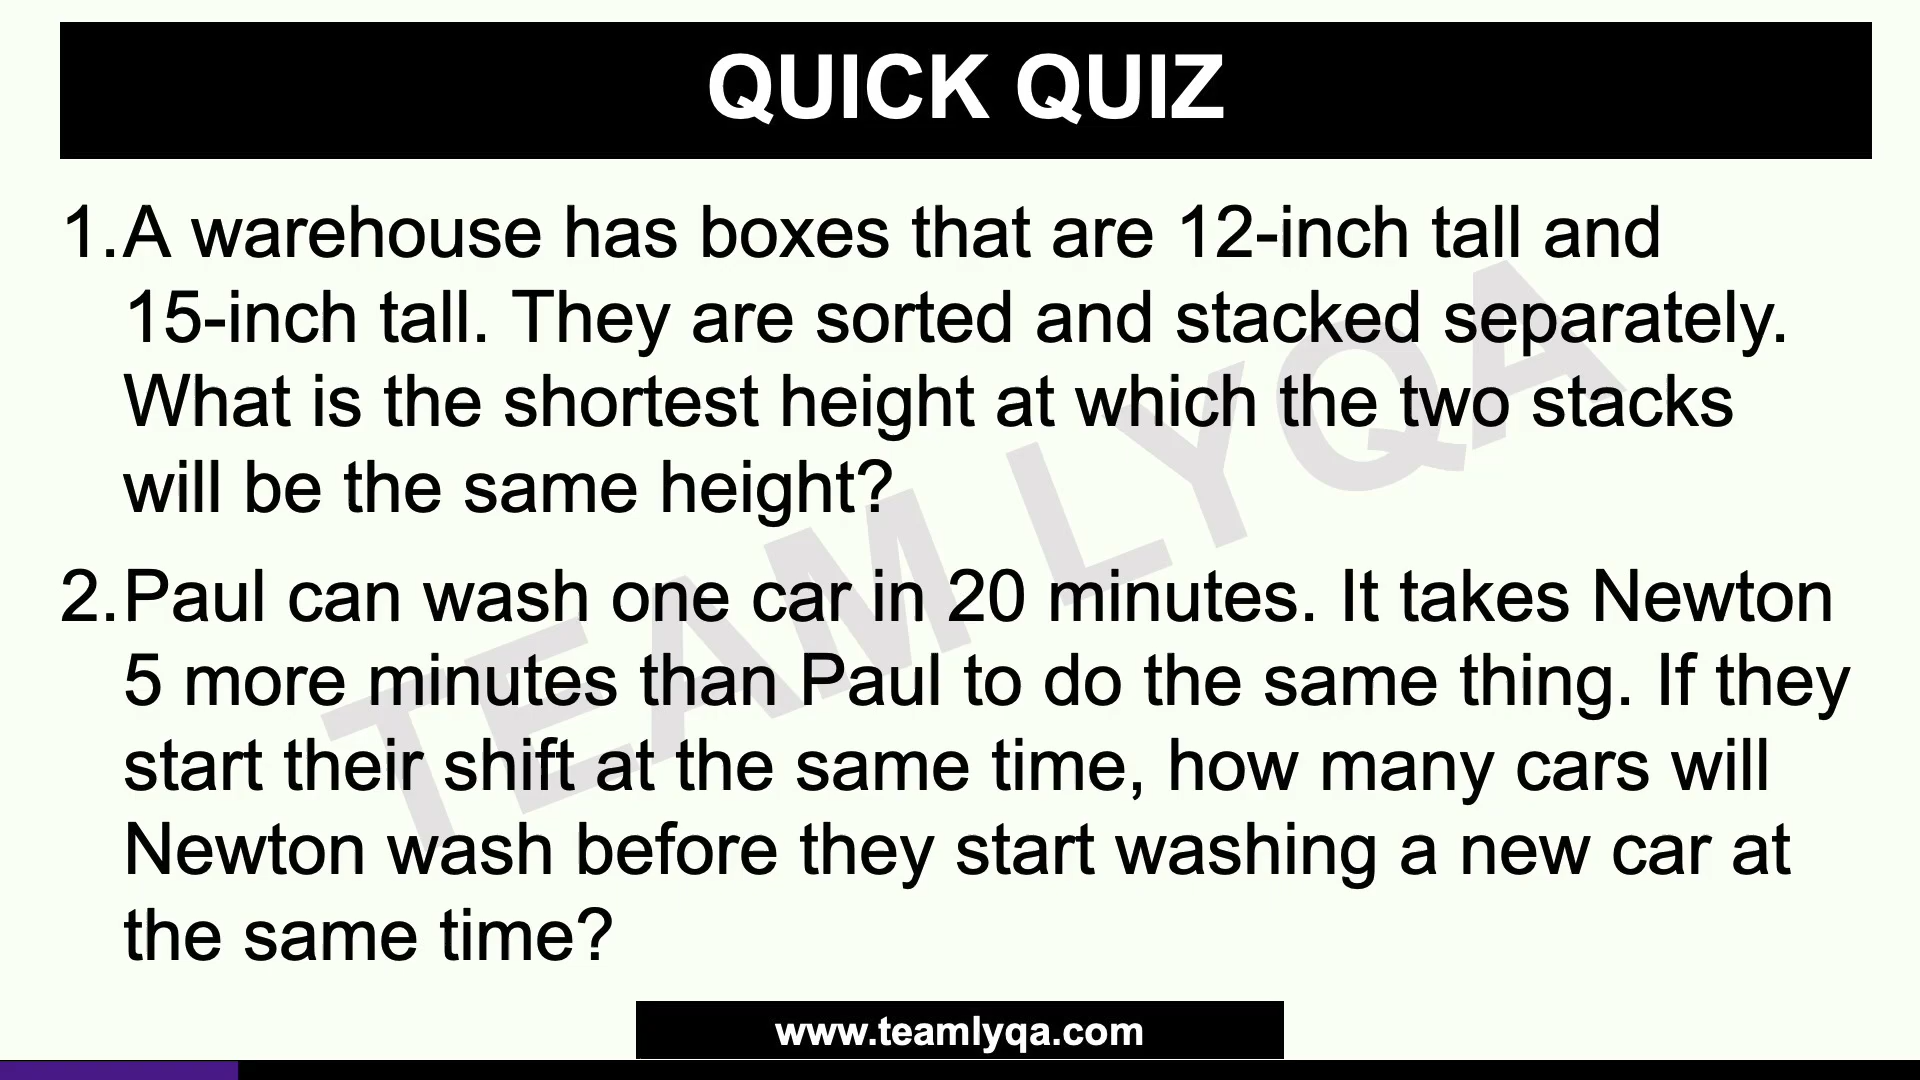 QUICK QUIZ
1. A warehouse has boxes that are 12-inch tall and
15-inch tall. They are sorted and stacked separately.
What is the shortest height at which the two stacks
will be the same height?
2. Paul can wash one car in 20 minutes. It takes Newton
5 more minutes than Paul to do the same thing. If they
start their shift at the same time, how many cars will
Newton wash before they start washing a new car at
the same time?
TEAM LYQA
www.teamlyqa.com